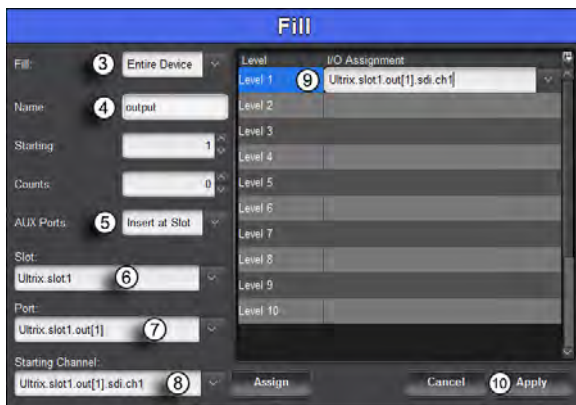 Fill
Fill: 3 Entire Device
Name: 4 output
Starting 1
Counts: 0
AUX Ports: 5 Insert at Slot
Slot:
Ultrix.slot1 6
Port:
Ultrix.slot1.out[1] 7
Starting Channel:
Ultrix.slot1.out[1].sdi.ch1 8
Level I/O Assignment
Level 1 9 Ultrix.slot1.out[1].sdi.ch1
Level 2
Level 3
Level 4
Level 5
Level 6
Level 7
Level 8
Level 9
Level 10
Assign Cancel 10 Apply